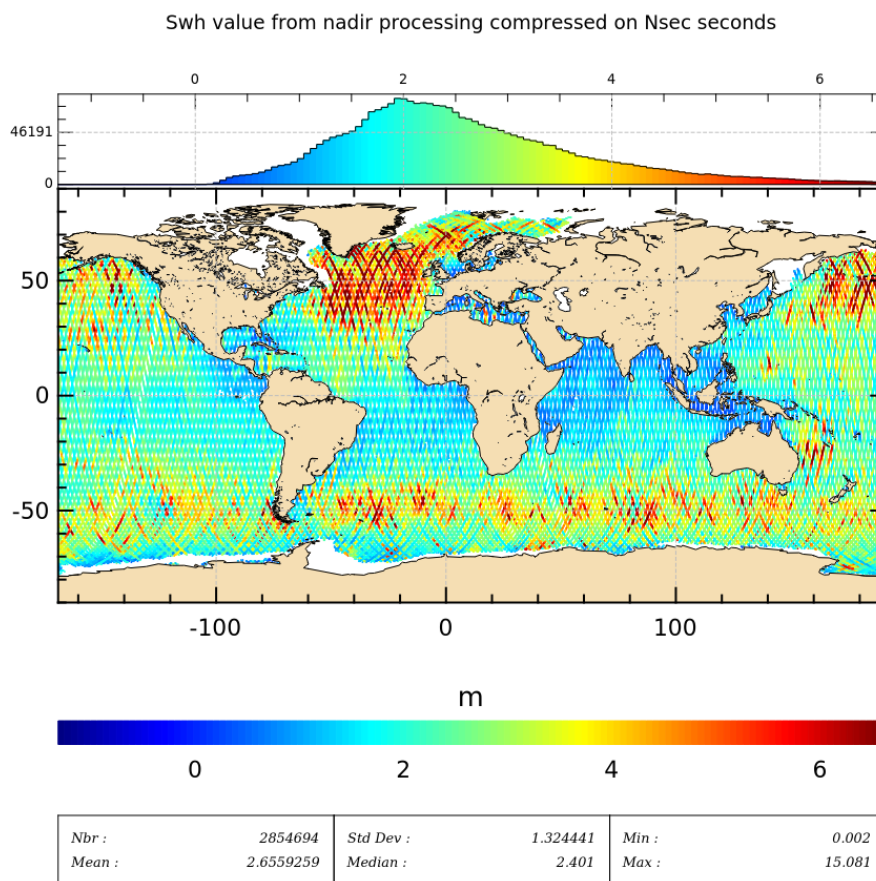 Swh value from nadir processing compressed on Nsec seconds
0 2 4 6
46191
0
50
0
-50
-100 0 100
m
0 2 4 6
Nbr : 2854694 Std Dev : 1.324441 Min : 0.002
Mean : 2.6559259 Median : 2.401 Max : 15.081